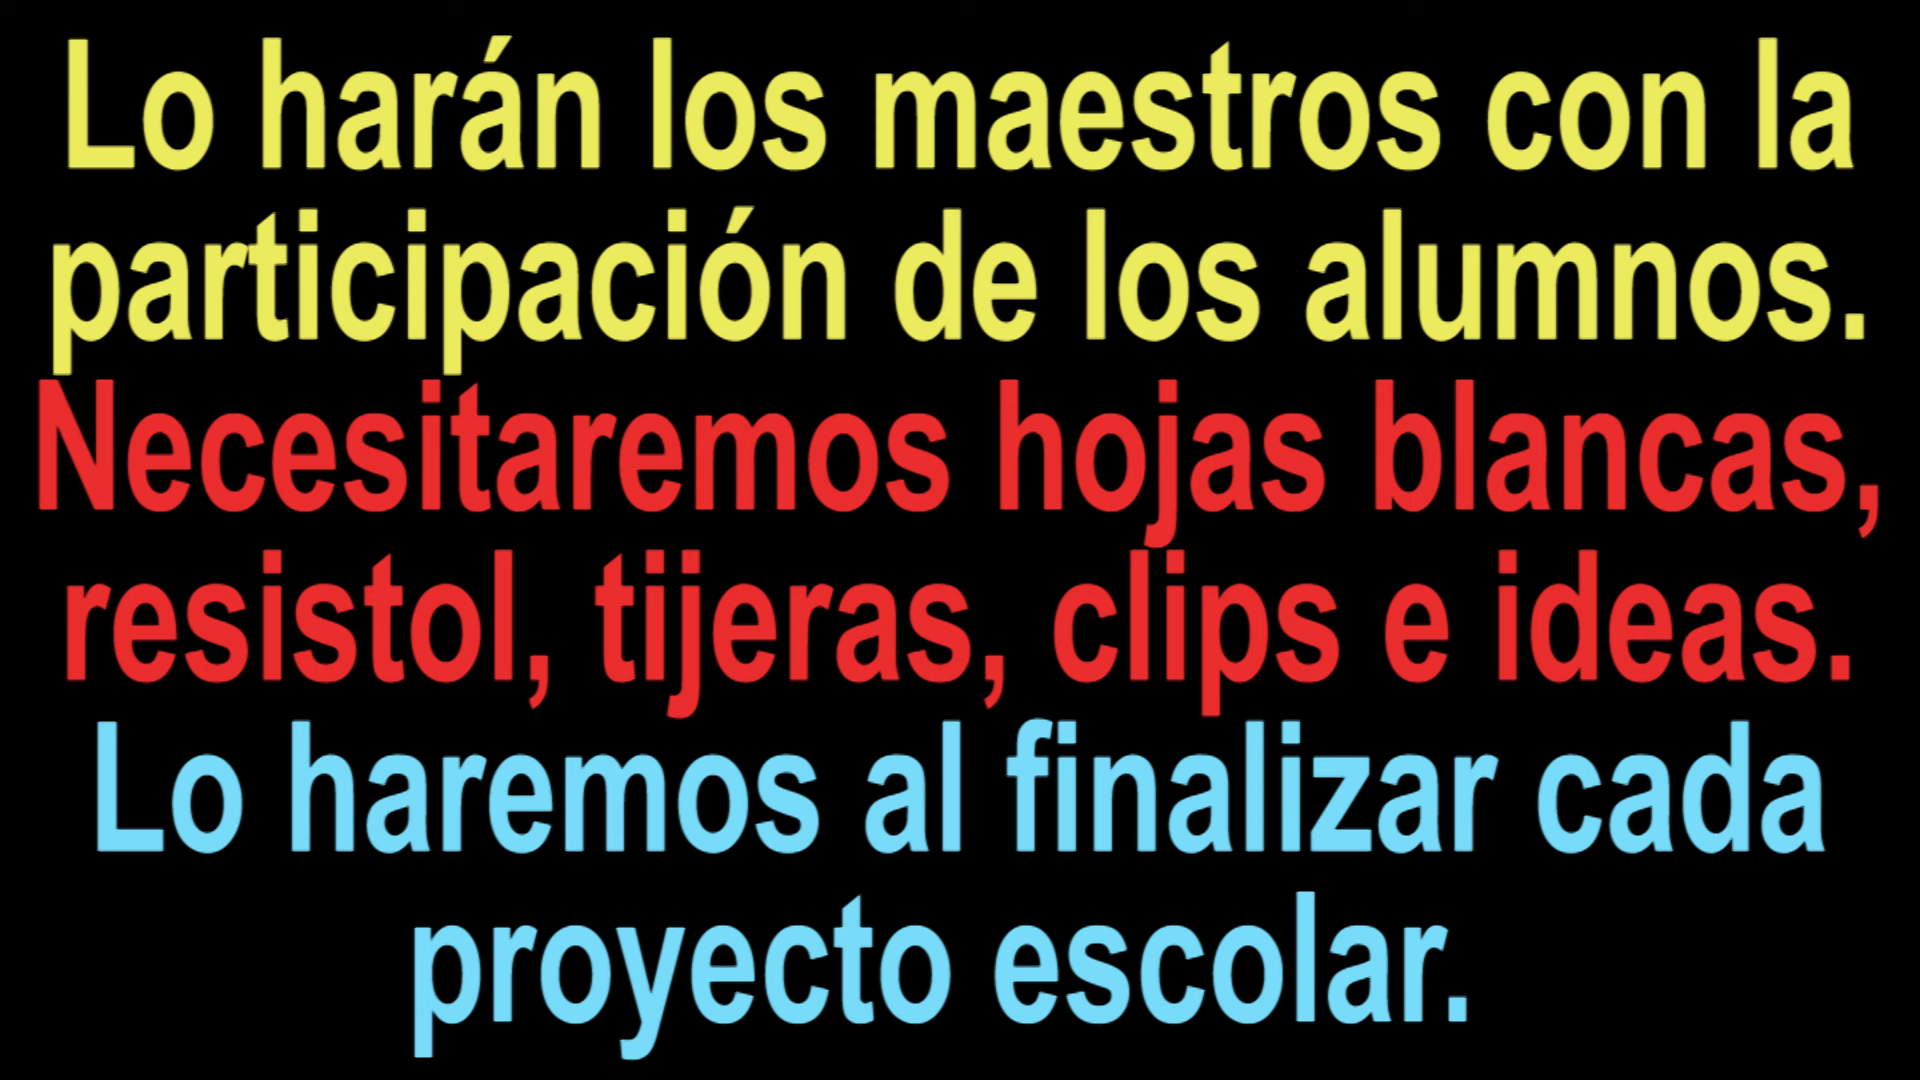 Lo harán los maestros con la
participación de los alumnos.
Necesitaremos hojas blancas,
resistol, tijeras, clips e ideas.
Lo haremos al finalizar cada
proyecto escolar.